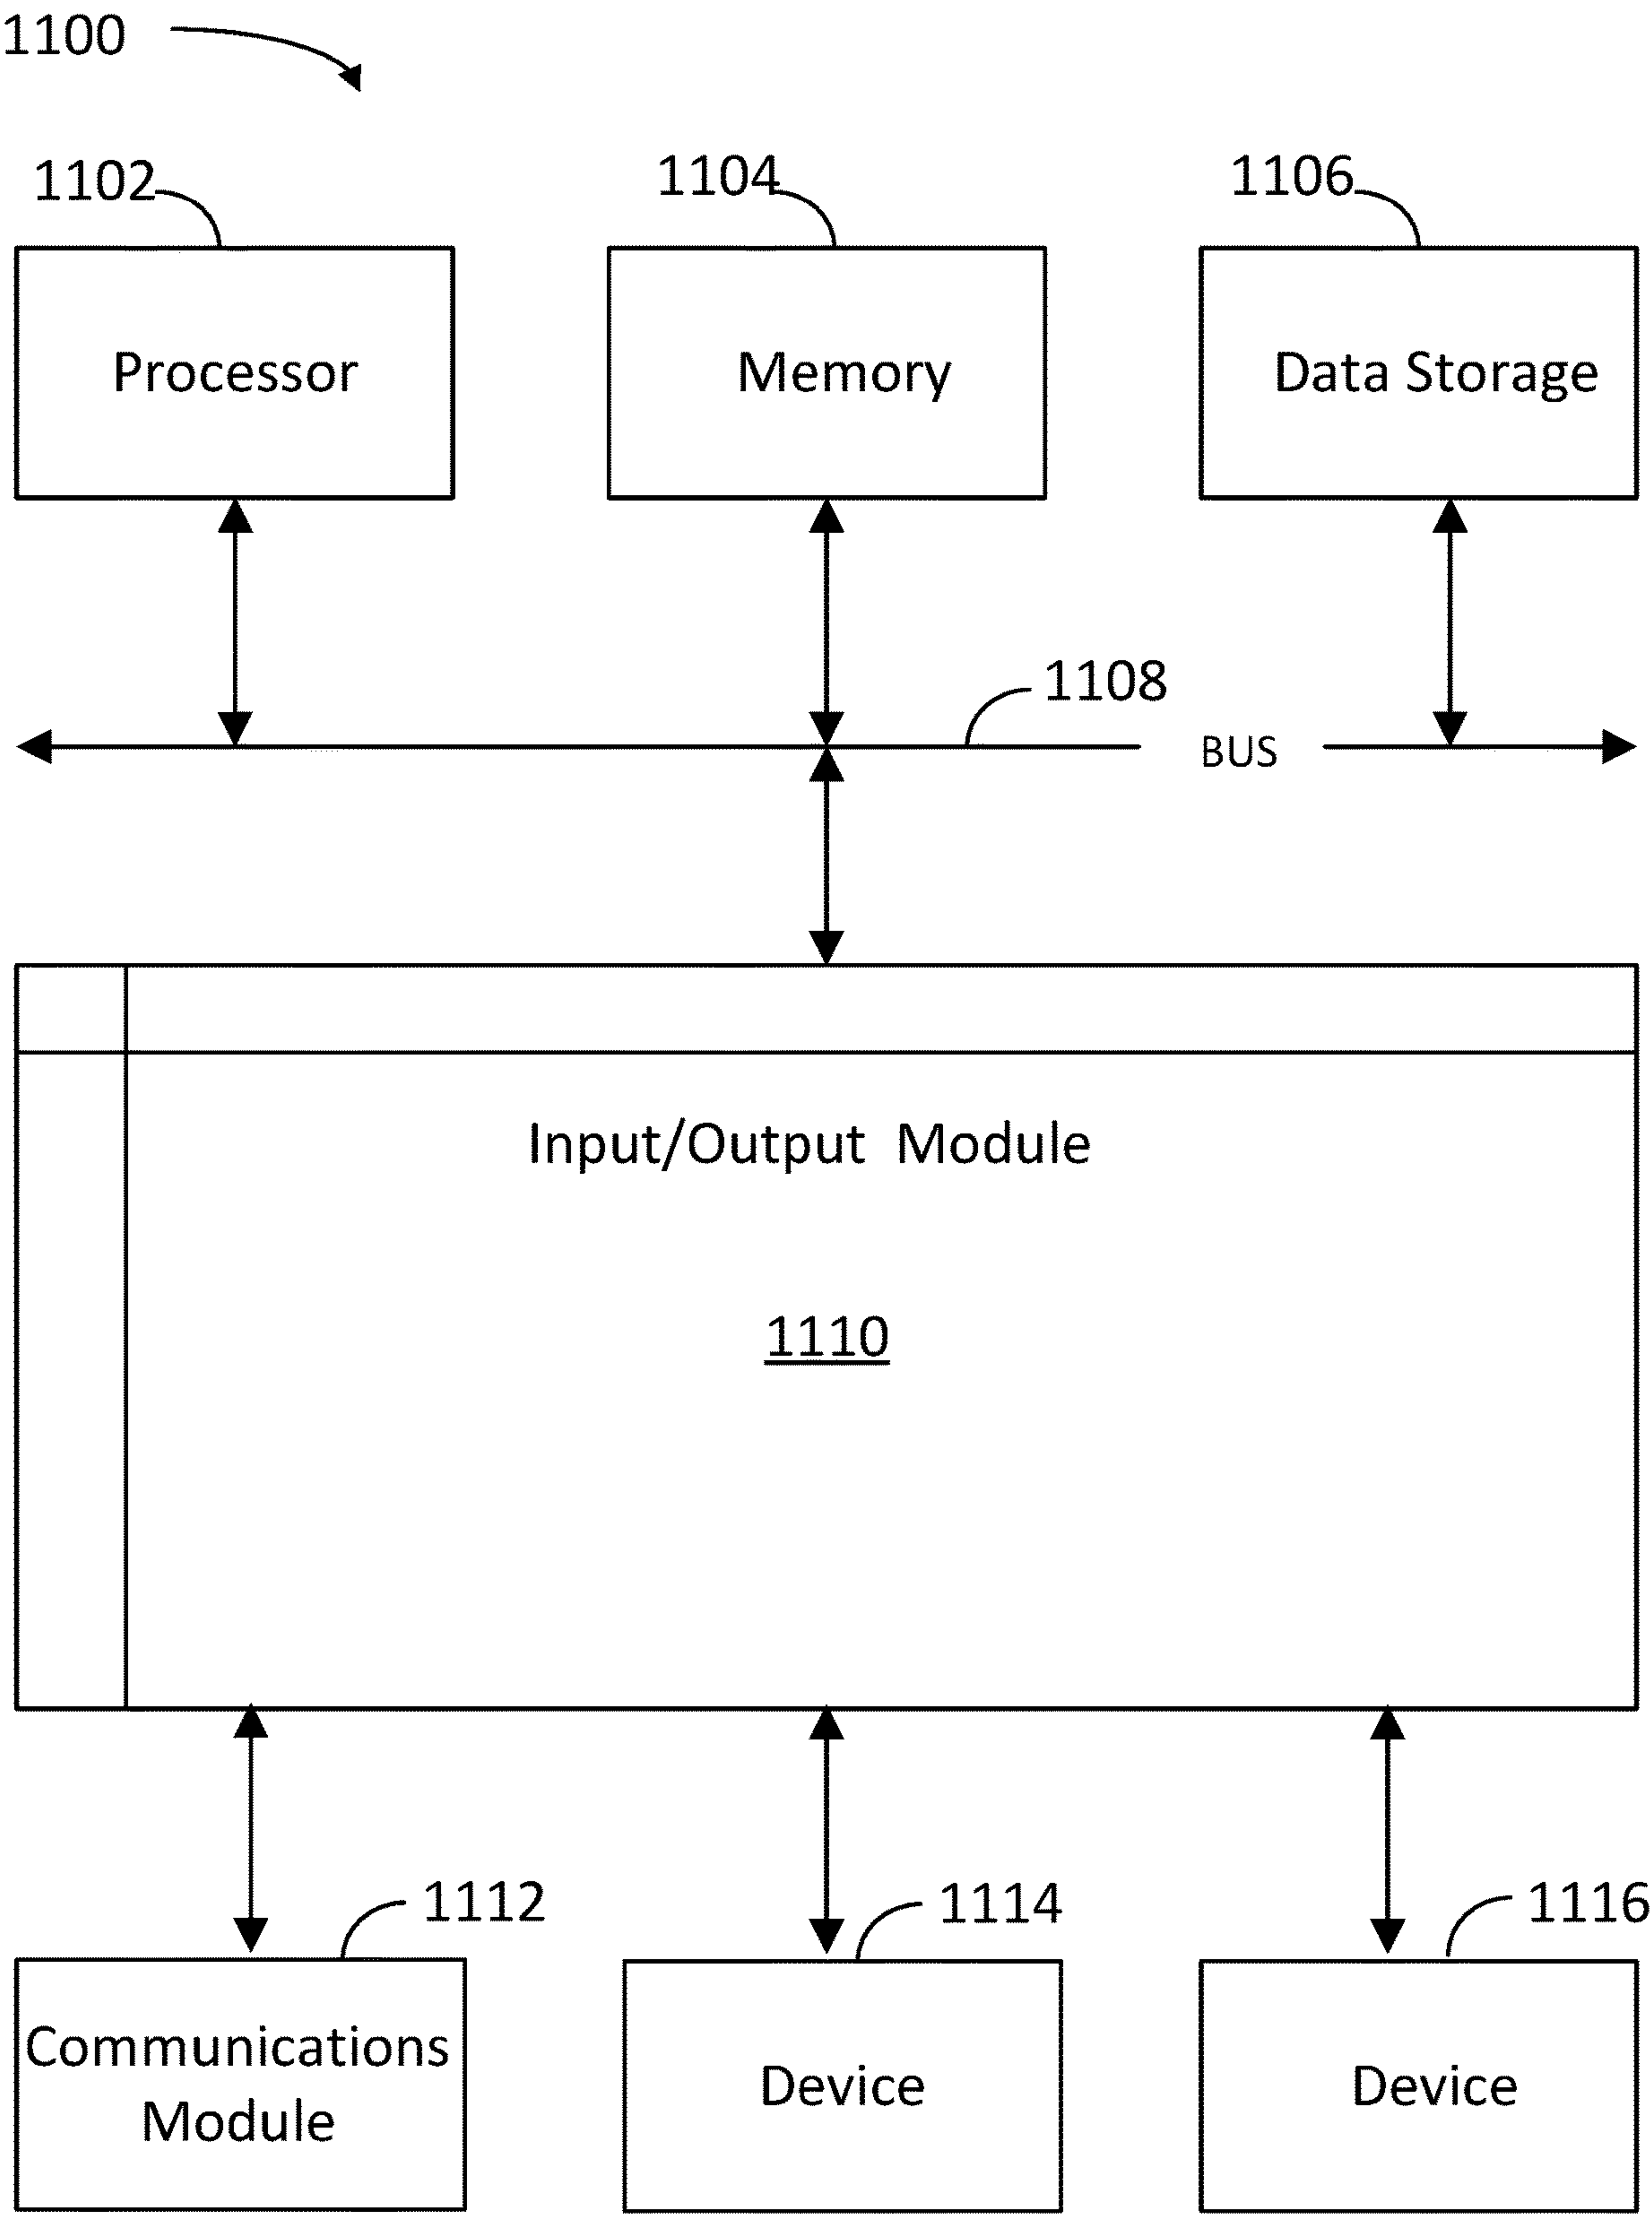 1100
1102
1104
1106
Processor
Memory
Data Storage
1108
BUS
Input/Output Module
1110
1112
1114
1116
Communications
Module
Device
Device